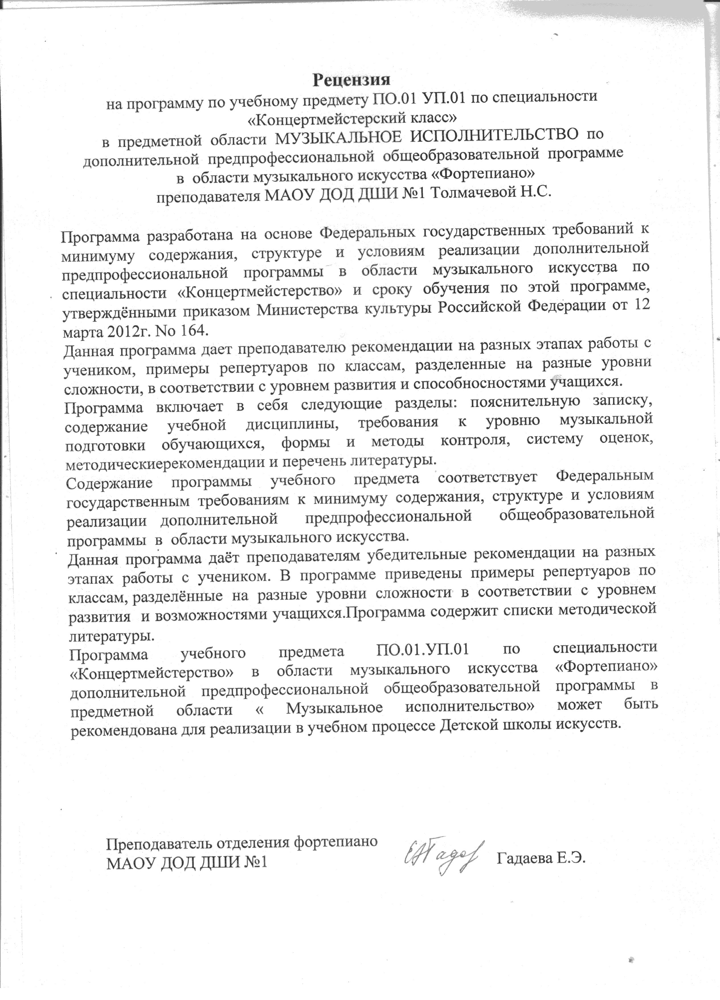 Рецензия
на программу по учебному предмету ПО.01 УП.01 по специальности
«Концертмейстерский класс»
в предметной области МУЗЫКАЛЬНОЕ ИСПОЛНИТЕЛЬСТВО по
дополнительной предпрофессиональной общеобразовательной программе
в области музыкального искусства «Фортепиано»
преподавателя МАОУ ДОД ДШИ №1 Толмачевой Н.С.
Программа разработана на основе Федеральных государственных требований к
минимуму содержания, структуре и условиям реализации дополнительной
предпрофессиональной программы в области музыкального искусства по
специальности «Концертмейстерство» и сроку обучения по этой программе,
утверждёнными приказом Министерства культуры Российской Федерации от 12
марта 2012г. No 164.
Данная программа дает преподавателю рекомендации на разных этапах работы с
учеником, примеры репертуаров по классам, разделенные на разные уровни
сложности, в соответствии с уровнем развития и способносностями учащихся.
Программа включает в себя следующие разделы: пояснительную записку,
содержание учебной дисциплины, требования к уровню музыкальной
подготовки обучающихся, формы и методы контроля, систему оценок,
методическиерекомендации и перечень литературы.
Содержание программы учебного предмета соответствует Федеральным
государственным требованиям к минимуму содержания, структуре и условиям
реализации дополнительной предпрофессиональной общеобразовательной
программы в области музыкального искусства.
Данная программа даёт преподавателям убедительные рекомендации на разных
этапах работы с учеником. В программе приведены примеры репертуаров по
классам, разделённые на разные уровни сложности в соответствии с уровнем
развития и возможностями учащихся.Программа содержит списки методической
литературы.
Программа учебного предмета ПО.01.УП.01 по специальности
«Концертмейстерство» в области музыкального искусства «Фортепиано»
дополнительной предпрофессиональной общеобразовательной программы в
предметной области « Музыкальное исполнительство» может быть
рекомендована для реализации в учебном процессе Детской школы искусств.
Преподаватель отделения фортепиано
МАОУ ДОД ДШИ №1
Гадаева Е.Э.